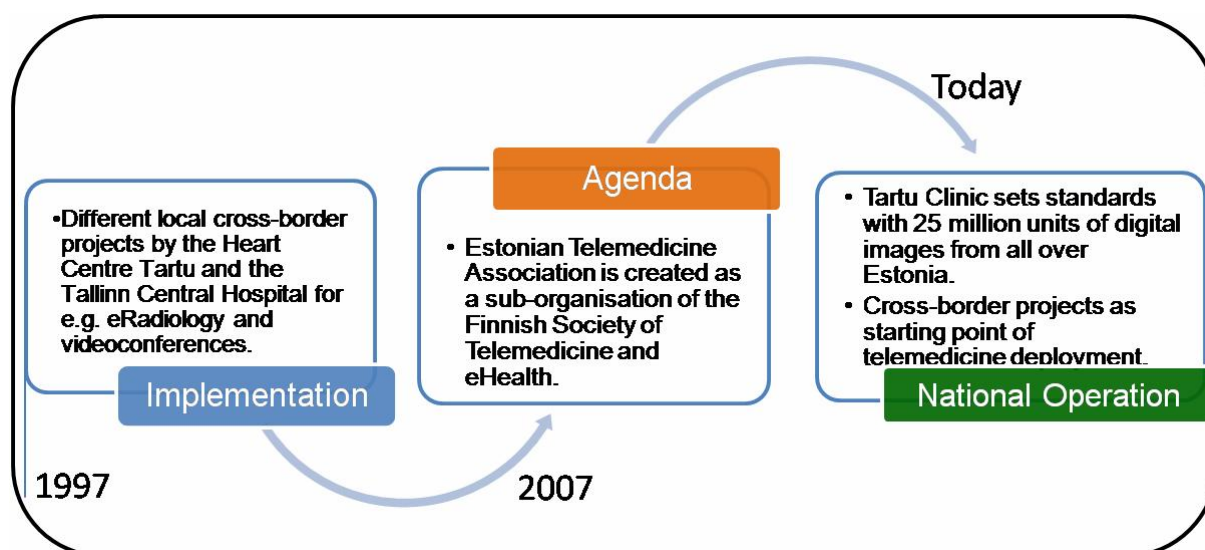 •Different local cross-border
projects by the Heart
Centre Tartu and the
Tallinn Central Hospital for
e.g. eRadiology and
videoconferences.
Implementation
1997
Agenda
• Estonian Telemedicine
Association is created as
a sub-organisation of the
Finnish Society of
Telemedicine and
eHealth.
2007
Today
• Tartu Clinic sets standards
with 25 million units of digital
images from all over
Estonia.
• Cross-border projects as
starting point of
telemedicine deployment.
National Operation